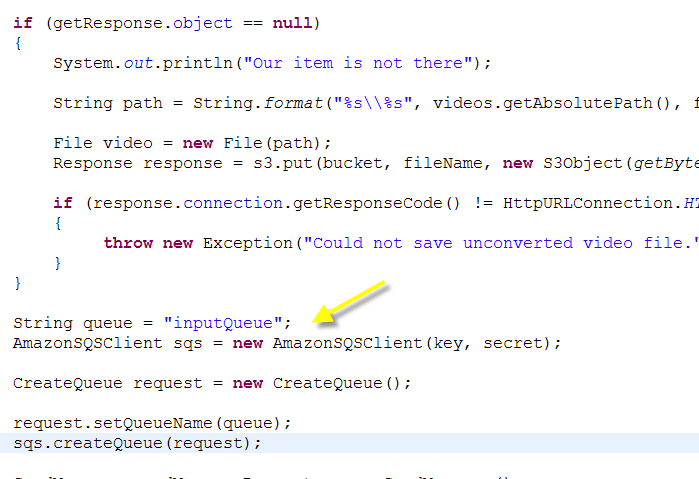 if (getResponse.object == null)
{
System.out.println("Our item is not there");
String path = String.format("%s\\%s", videos.getAbsolutePath(),
File video = new File(path);
Response response = s3.put(bucket, fileName, new S3Object(getByte
if (response.connection.getResponseCode() != HttpURLConnection.HT
{
throw new Exception("Could not save unconverted video file."
}
}
String queue = "inputQueue";
AmazonSQSClient sqs = new AmazonSQSClient(key, secret);
CreateQueue request = new CreateQueue();
request.setQueueName(queue);
sqs.createQueue(request);